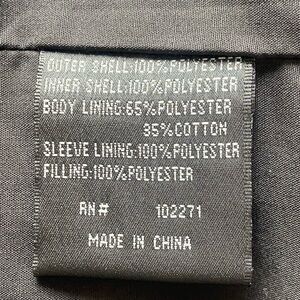 OUTER SHELL:100%POLYESTER
INNER SHELL:100%POLYESTER
BODY LINING:65%POLYESTER
35%COTTON
SLEEVE LINING:100%POLYESTER
FILLING:100%POLYESTER
RN# 102271
MADE IN CHINA